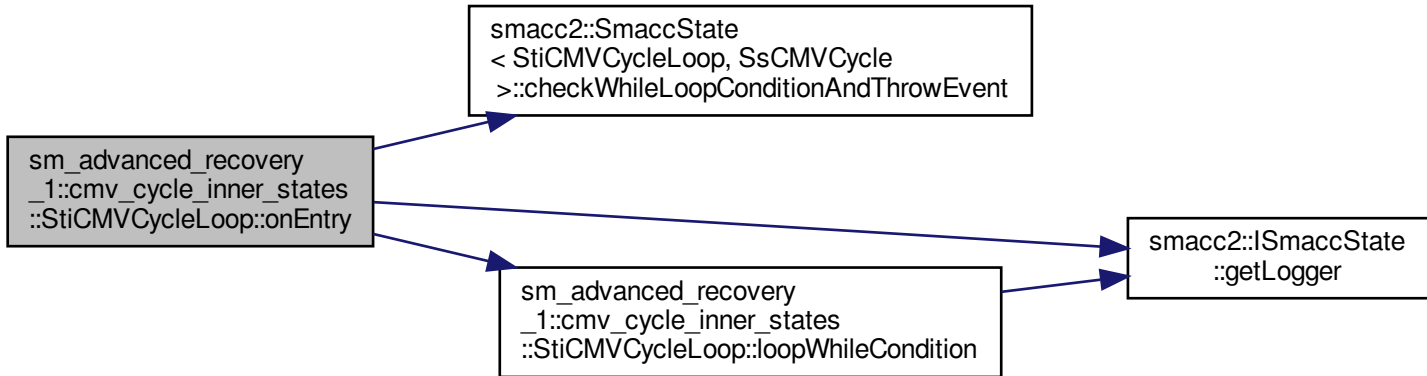 smacc2::SmaccState
< StiCMVCycleLoop, SsCMVCycle
>::checkWhileLoopConditionAndThrowEvent
sm_advanced_recovery
_1::cmv_cycle_inner_states
::StiCMVCycleLoop::onEntry
smacc2::ISmaccState
::getLogger
sm_advanced_recovery
_1::cmv_cycle_inner_states
::StiCMVCycleLoop::loopWhileCondition